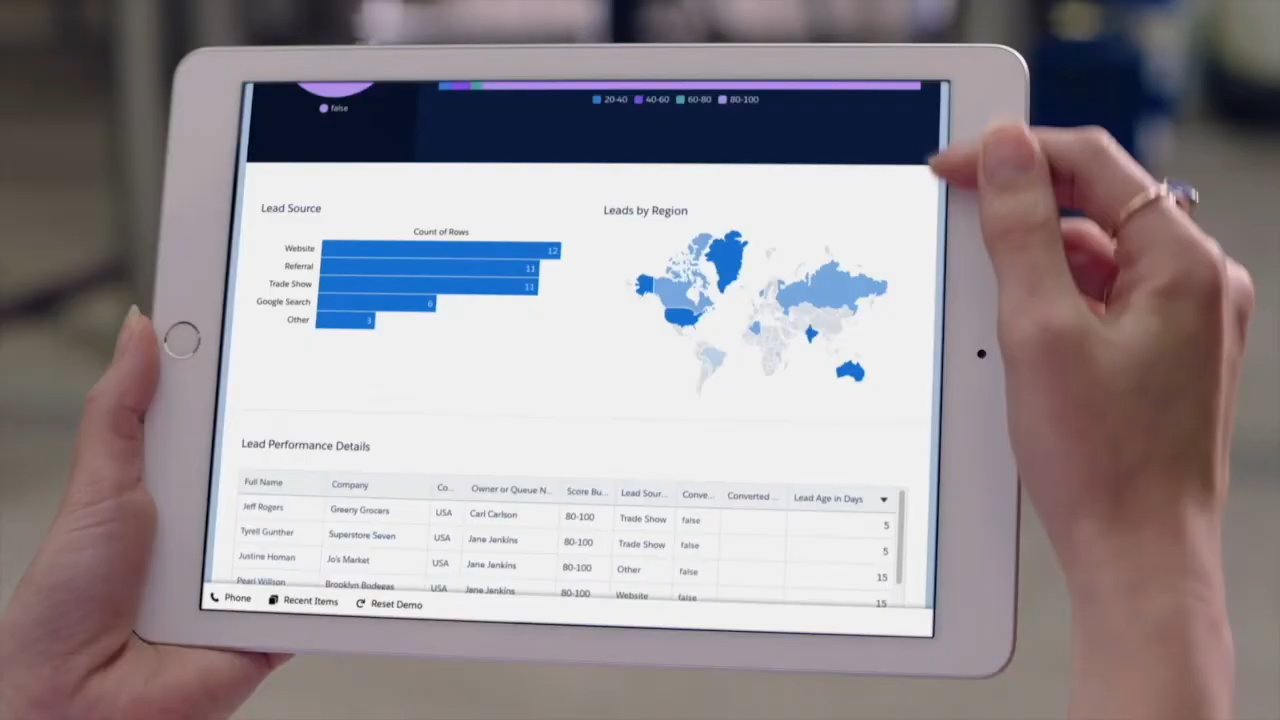 false
20-40 40-60 60-80 80-100
Lead Source
Leads by Region
Count of Rows
Website 12
Referral 11
Trade Show 11
Google Search 6
Other 3
Lead Performance Details
Full Name Company Co... Owner or Queue N... Score Bu... Lead Sour... Conve... Converted ... Lead Age in Days
Jeff Rogers Greeny Grocers USA Carl Carlson 80-100 Trade Show false 5
Tyrell Gunther Superstore Seven USA Jane Jenkins 80-100 Trade Show false 5
Justine Homan Jo's Market USA Jane Jenkins 80-100 Other false 15
Pearl Willson Brooklyn Bodegas USA Jane Jenkins 80-100 Website false 15
Phone Recent Items Reset Demo